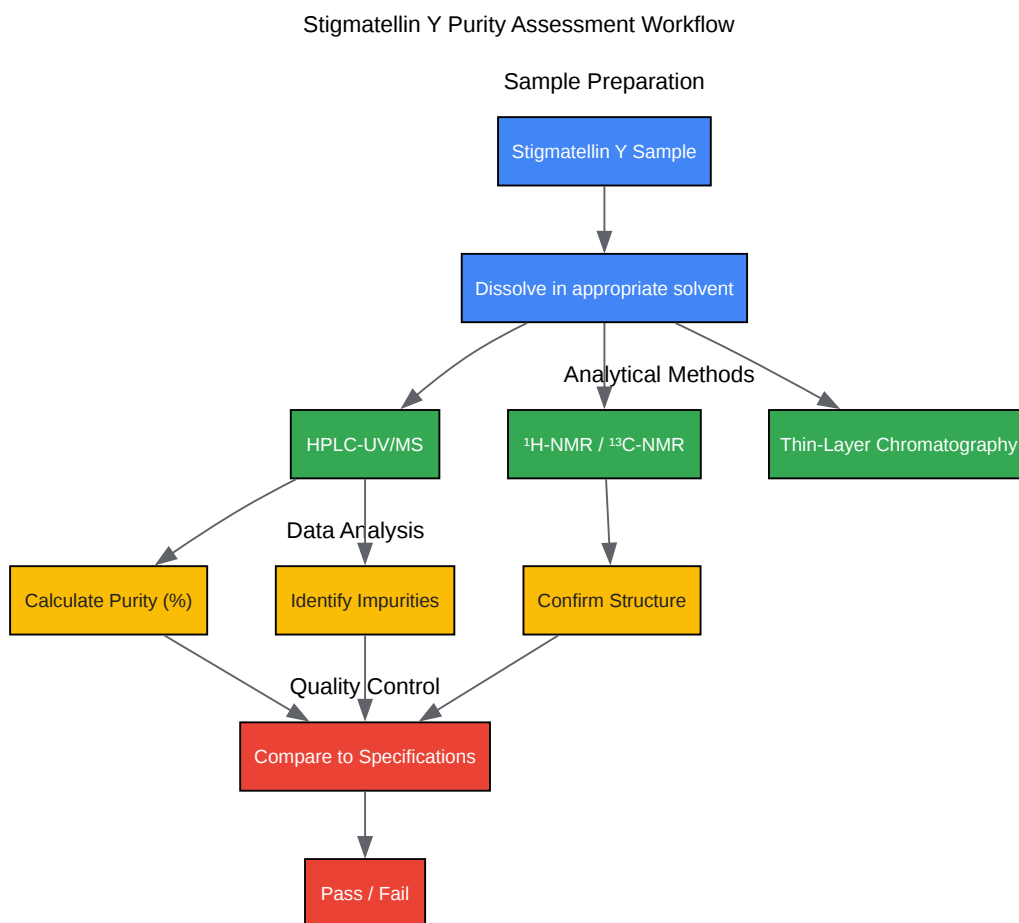 Stigmatellin Y Purity Assessment Workflow
Sample Preparation
Stigmatellin Y Sample
Dissolve in appropriate solvent
Analytical Methods
HPLC-UV/MS
¹H-NMR / ¹³C-NMR
Thin-Layer Chromatography
Data Analysis
Calculate Purity (%)
Identify Impurities
Confirm Structure
Quality Control
Compare to Specifications
Pass / Fail